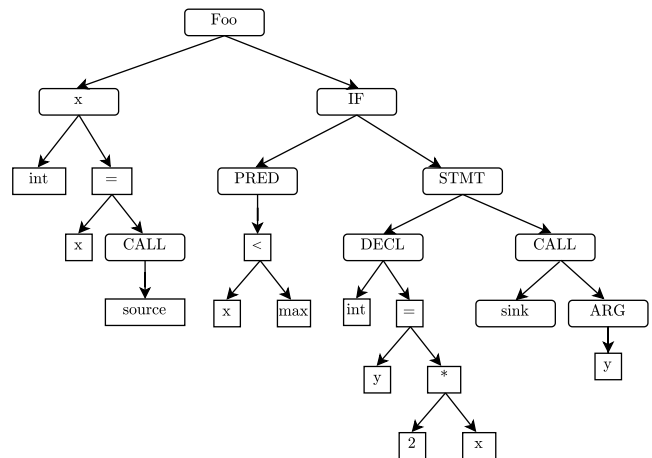 Foo
x IF
int = PRED STMT
x CALL < DECL CALL
source x max int = sink ARG
y * y
2 x